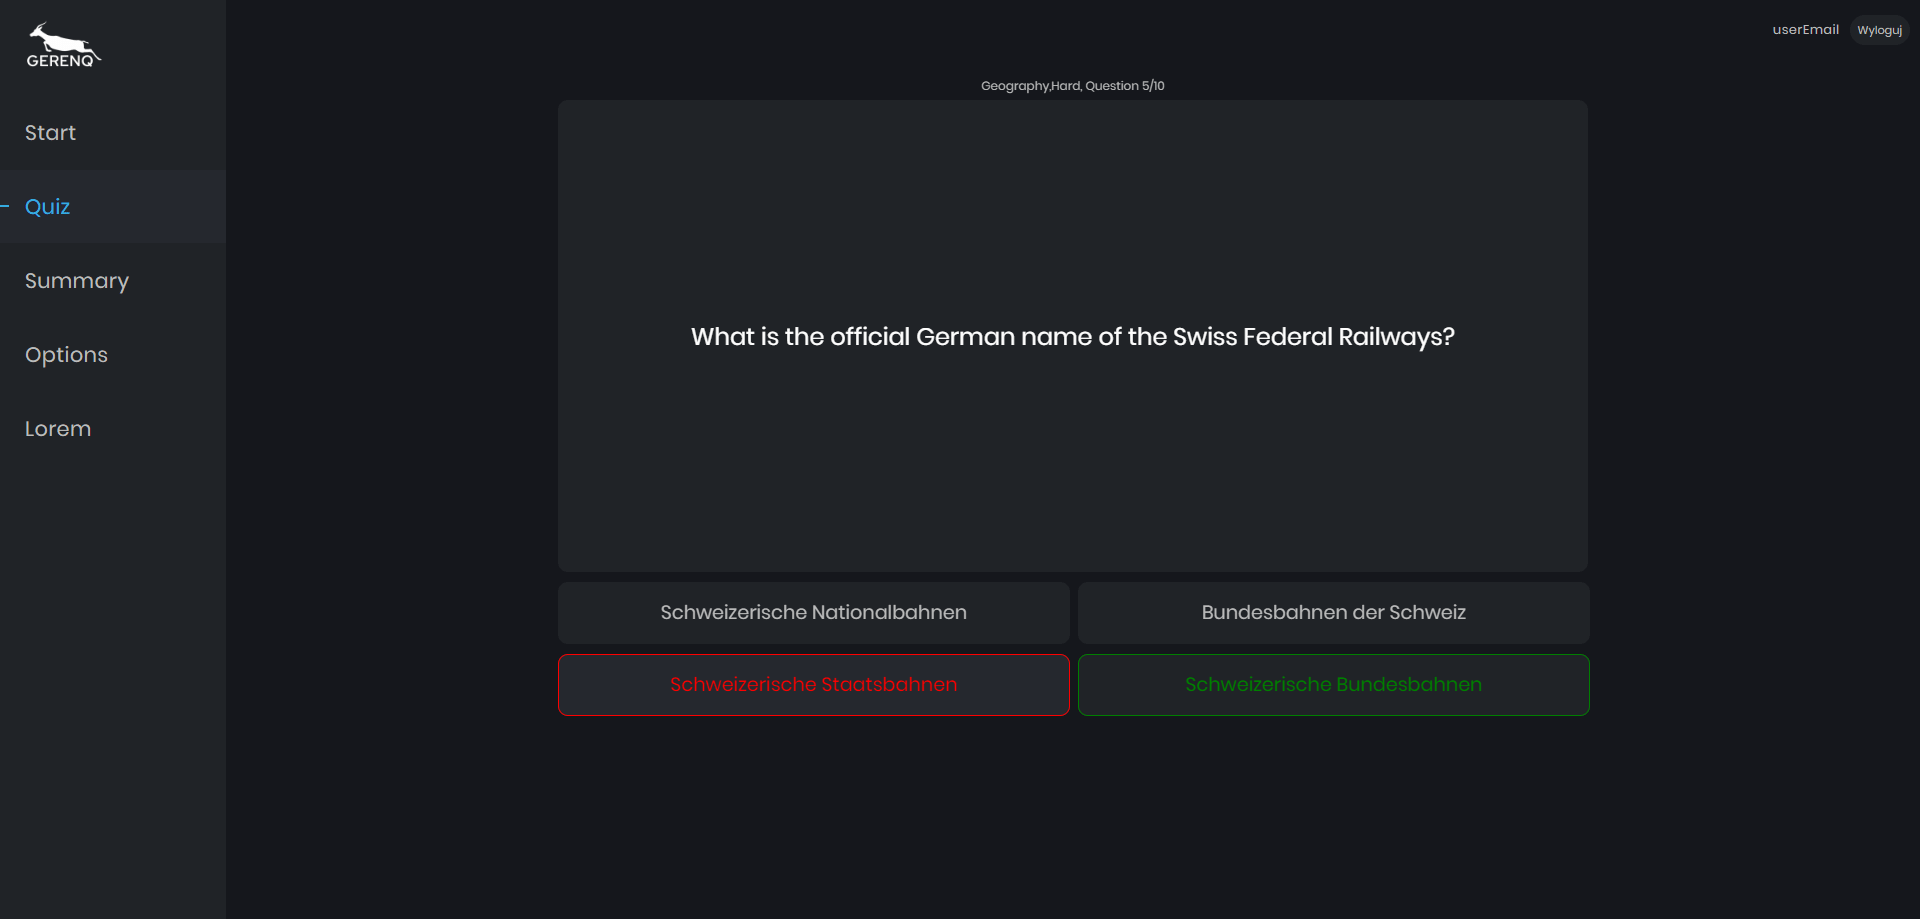 GERENQ
Start
Quiz
Summary
Options
Lorem
userEmail
Wyloguj
Geography,Hard, Question 5/10
What is the official German name of the Swiss Federal Railways?
Schweizerische Nationalbahnen
Bundesbahnen der Schweiz
Schweizerische Staatsbahnen
Schweizerische Bundesbahnen